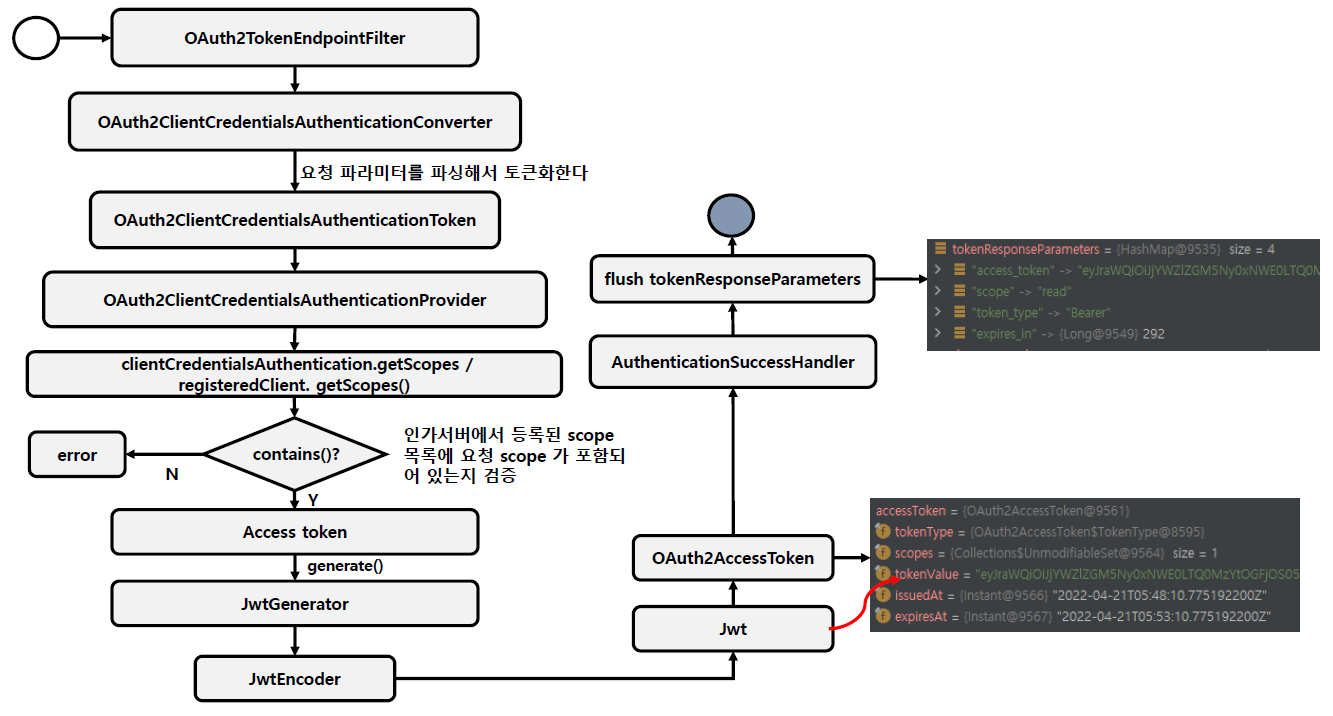 OAuth2TokenEndpointFilter
OAuth2ClientCredentialsAuthenticationConverter
요청 파라미터를 파싱해서 토큰화한다
OAuth2ClientCredentialsAuthenticationToken
OAuth2ClientCredentialsAuthenticationProvider
clientCredentialsAuthentication.getScopes /
registeredClient. getScopes()
contains()?
error
N
Y
인가서버에서 등록된 scope
목록에 요청 scope 가 포함되
어 있는지 검증
Access token
generate()
JwtGenerator
JwtEncoder
Jwt
OAuth2AccessToken
AuthenticationSuccessHandler
flush tokenResponseParameters
tokenResponseParameters = {HashMap@9535} size = 4
"access_token" -> "eyJraWQiOiJjYWZlZGM5Ny0xNWE0LTQ0M
"scope" -> "read"
"token_type" -> "Bearer"
"expires_in" -> {Long@9549} 292
accessToken = {OAuth2AccessToken@9561}
tokenType = {OAuth2AccessToken$TokenType@8595}
scopes = {Collections$UnmodifiableSet@9564} size = 1
tokenValue = "eyJraWQiOiJjYWZlZGM5Ny0xNWE0LTQ0MzYtOGFjOS05
issuedAt = {Instant@9566} "2022-04-21T05:48:10.775192200Z"
expiresAt = {Instant@9567} "2022-04-21T05:53:10.775192200Z"